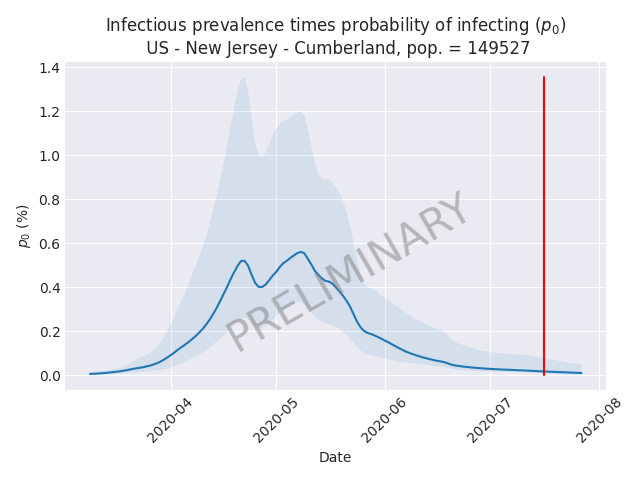 Infectious prevalence times probability of infecting (p₀)
US - New Jersey - Cumberland, pop. = 149527
1.4
1.2
1.0
0.8
0.6
0.4
0.2
0.0
p₀ (%)
PRELIMINARY
2020-04
2020-05
2020-06
2020-07
2020-08
Date